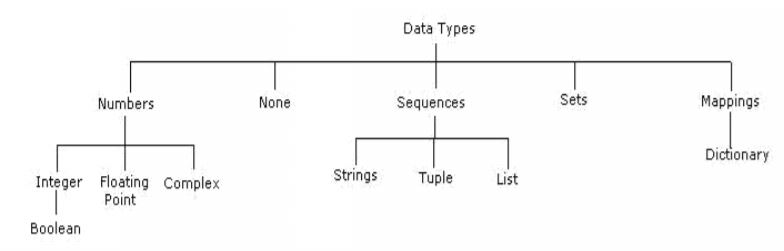 Data Types
Numbers None Sequences Sets Mappings
Integer Floating Point Complex Strings Tuple List Dictionary
Boolean